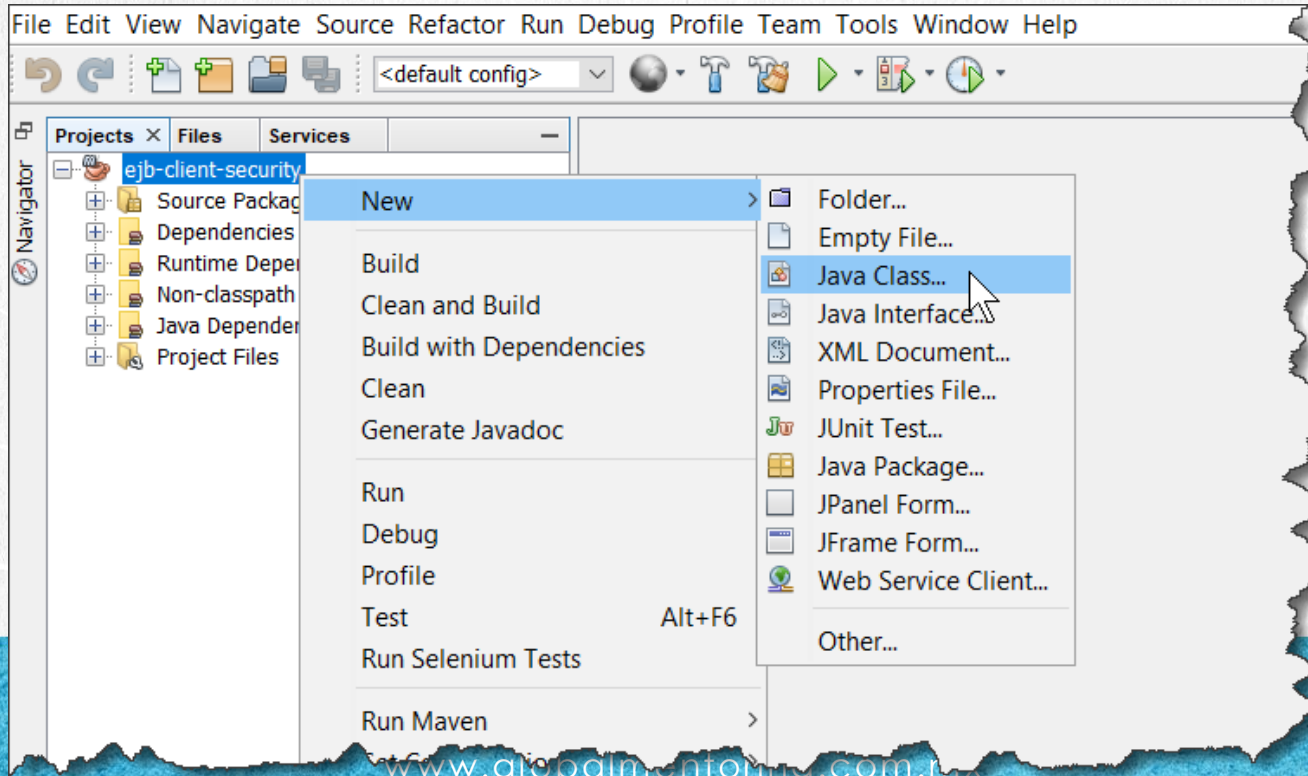 File Edit View Navigate Source Refactor Run Debug Profile Team Tools Window Help
<default config>
Projects Files Services
Navigator
ejb-client-security
Source Packag
Dependencies
Runtime Deper
Non-classpath
Java Dependen
Project Files
New
Build
Clean and Build
Build with Dependencies
Clean
Generate Javadoc
Run
Debug
Profile
Test Alt+F6
Run Selenium Tests
Run Maven
Folder...
Empty File...
Java Class...
Java Interface...
XML Document...
Properties File...
JUnit Test...
Java Package...
JPanel Form...
JFrame Form...
Web Service Client...
Other...